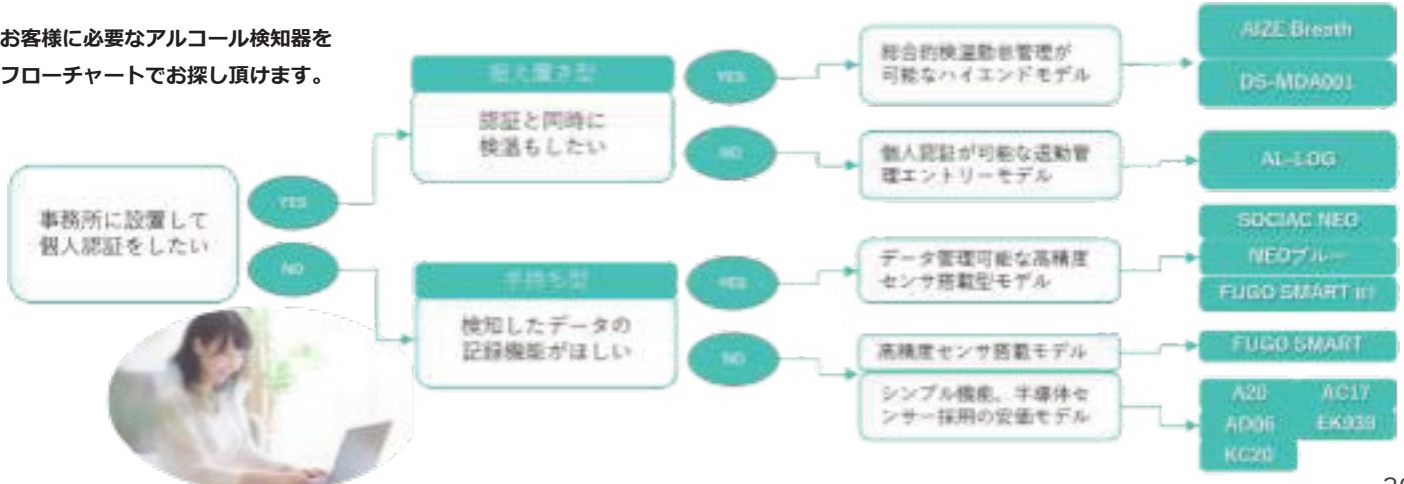 お客様に必要なアルコール検知器を
フローチャートでお探し頂けます。
事務所に設置して
個人認証をしたい
YES
NO
据え置き型
認証と同時に
検温もしたい
YES
NO
総合的検温勤怠管理が
可能なハイエンドモデル
AIZE Breath
DS-MDA001
個人認証が可能な
理エントリーモデル
AL-LOG
手持ち型
検知したデータの
記録機能がほしい
YES
NO
データ管理可能な高精度
センサ搭載型モデル
SOCIAC NEO
NEOブルー
FUGO SMART
高精度センサ搭載モデル
FUGO SMART
シンプル機能、半導体セ
ンサー採用の安価モデル
A20 AC17
AD06 EK939
KC20